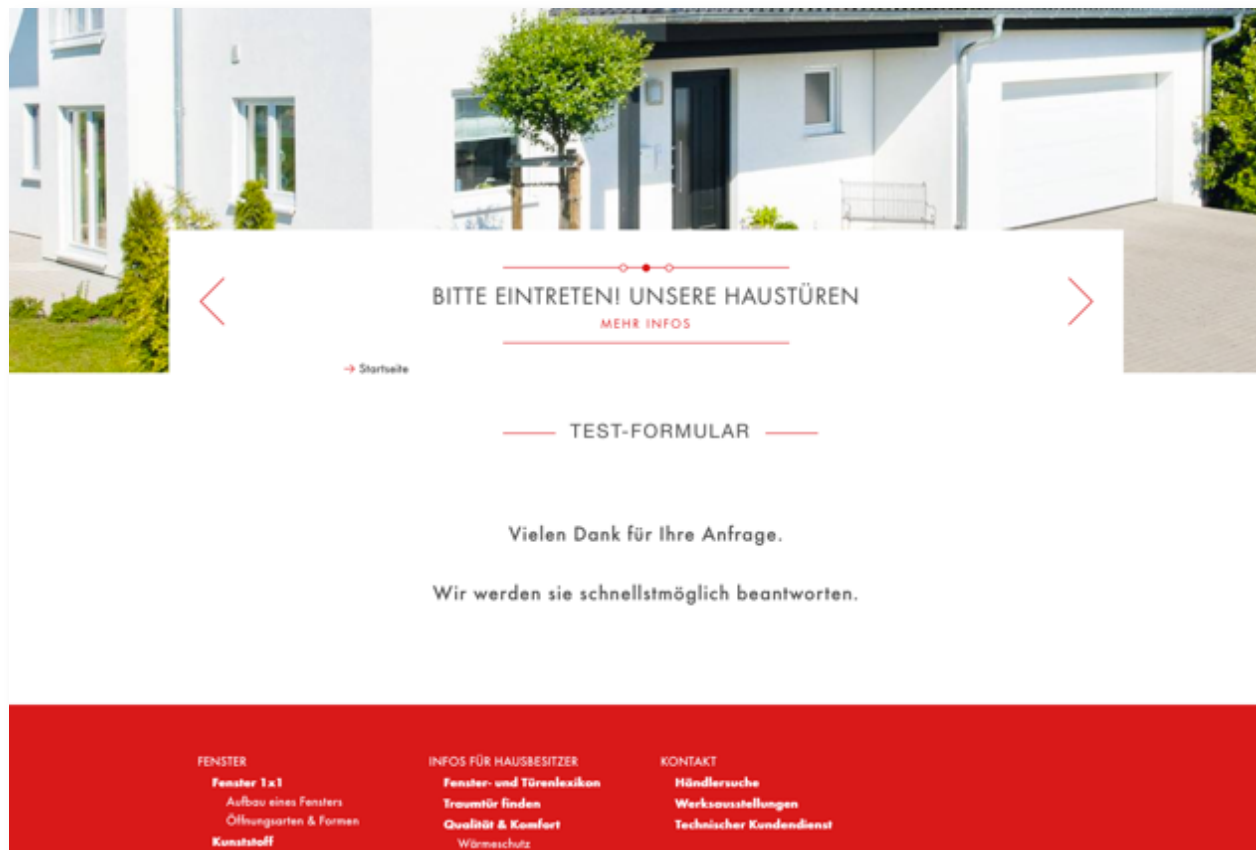 BITTE EINTRETEN! UNSERE HAUSTÜREN
MEHR INFOS
→ Startseite
TEST-FORMULAR
Vielen Dank für Ihre Anfrage.
Wir werden sie schnellstmöglich beantworten.
FENSTER
Fenster 1x1
Aufbau eines Fensters
Öffnungsarten & Formen
Kunststoff
INFOS FÜR HAUSBESITZER
Fenster- und Türenlexikon
Traumtür finden
Qualität & Komfort
Wärmeschutz
KONTAKT
Händlersuche
Werksausstellungen
Technischer Kundendienst